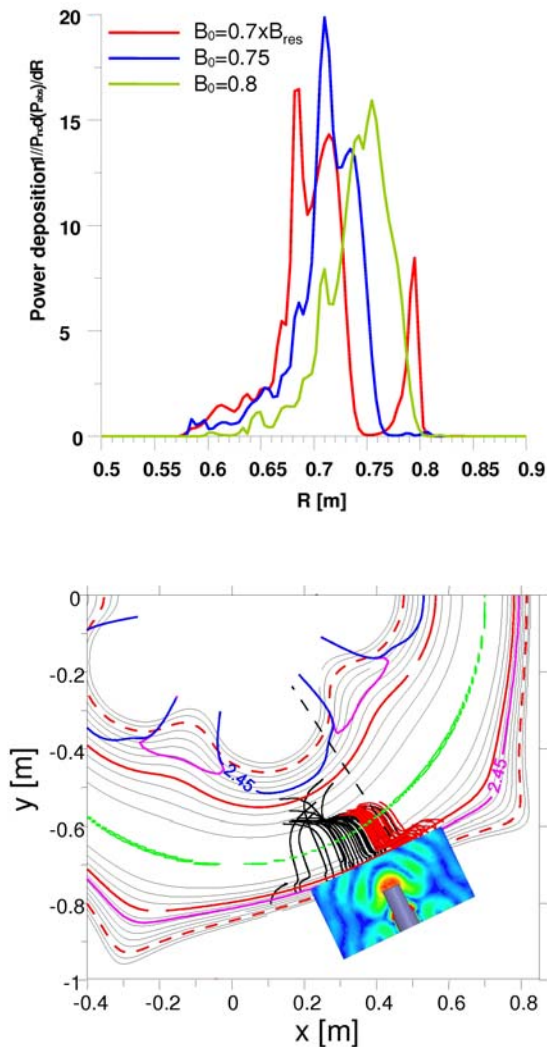 20
15
10
5
0
Power deposition1/P_incd(P_abs)/dR
B₀=0.7xB_res
B₀=0.75
B₀=0.8
0.5 0.55 0.6 0.65 0.7 0.75 0.8 0.85 0.9
R [m]
0
-0.2
-0.4
-0.6
-0.8
-1
y [m]
2.45
2.45
-0.4 -0.2 0 0.2 0.4 0.6 0.8
x [m]